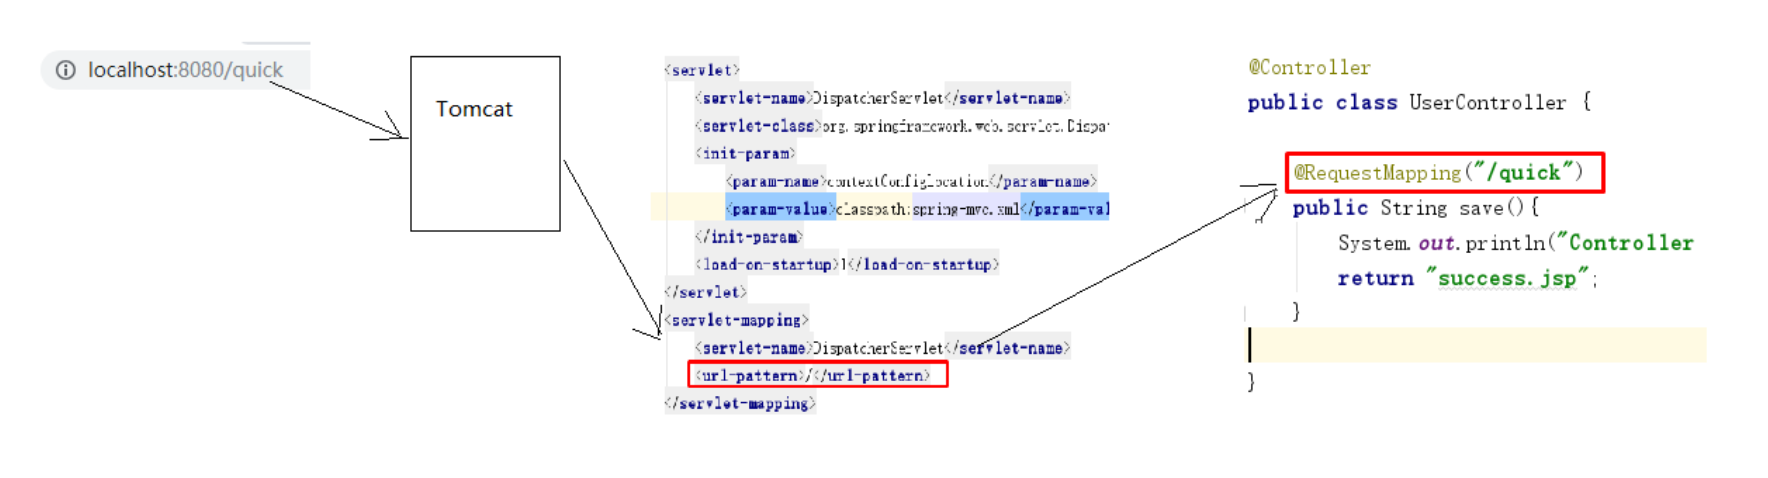 localhost:8080/quick
Tomcat
<servlet>
<servlet-name>DispatcherServlet</servlet-name>
<servlet-class>org.springframework.web.servlet.Dispa
<init-param>
<param-name>contextConfigLocation</param-name>
<param-value>classpath:spring-mvc.xml</param-val
</init-param>
<load-on-startup>1</load-on-startup>
</servlet>
<servlet-mapping>
<servlet-name>DispatcherServlet</servlet-name>
<url-pattern>/</url-pattern>
</servlet-mapping>
@Controller
public class UserController {
@RequestMapping("/quick")
public String save(){
System.out.println("Controller
return "success.jsp";
}
}